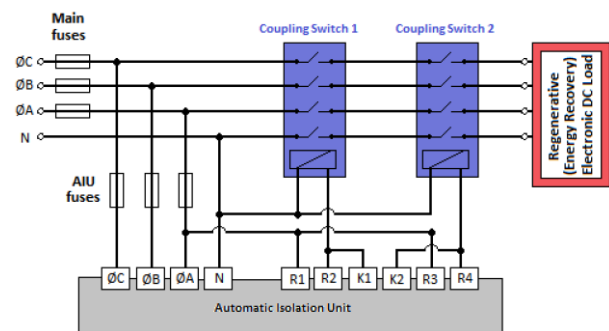 Main
fuses
Coupling Switch 1
Coupling Switch 2
ØC
ØB
ØA
N
Regenerative
(Energy Recovery)
Electronic DC Load
AIU
fuses
ØC ØB ØA N R1 R2 K1 K2 R3 R4
Automatic Isolation Unit